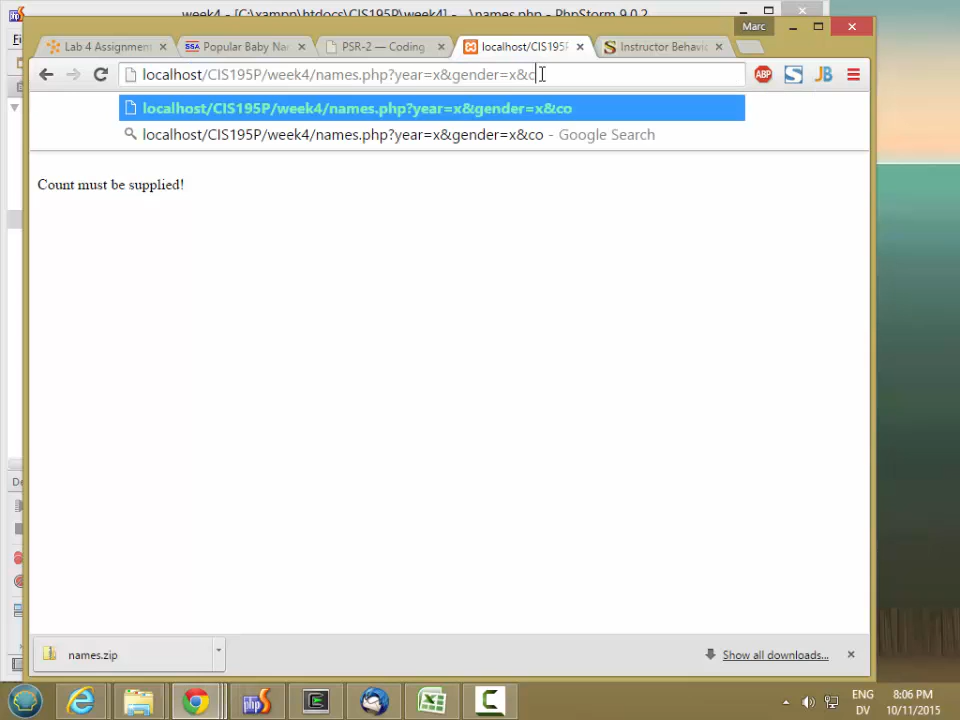 week4 - [C:\xampp\htdocs\CIS195P\week4] - ...\names.php - PhpStorm 9.0.2
Marc
Lab 4 Assignment
Popular Baby Na
PSR-2 — Coding
localhost/CIS195P
Instructor Behavio
localhost/CIS195P/week4/names.php?year=x&gender=x&c
ABP
JB
localhost/CIS195P/week4/names.php?year=x&gender=x&co
localhost/CIS195P/week4/names.php?year=x&gender=x&co - Google Search
Count must be supplied!
names.zip
Show all downloads...
ENG
DV
8:06 PM
10/11/2015